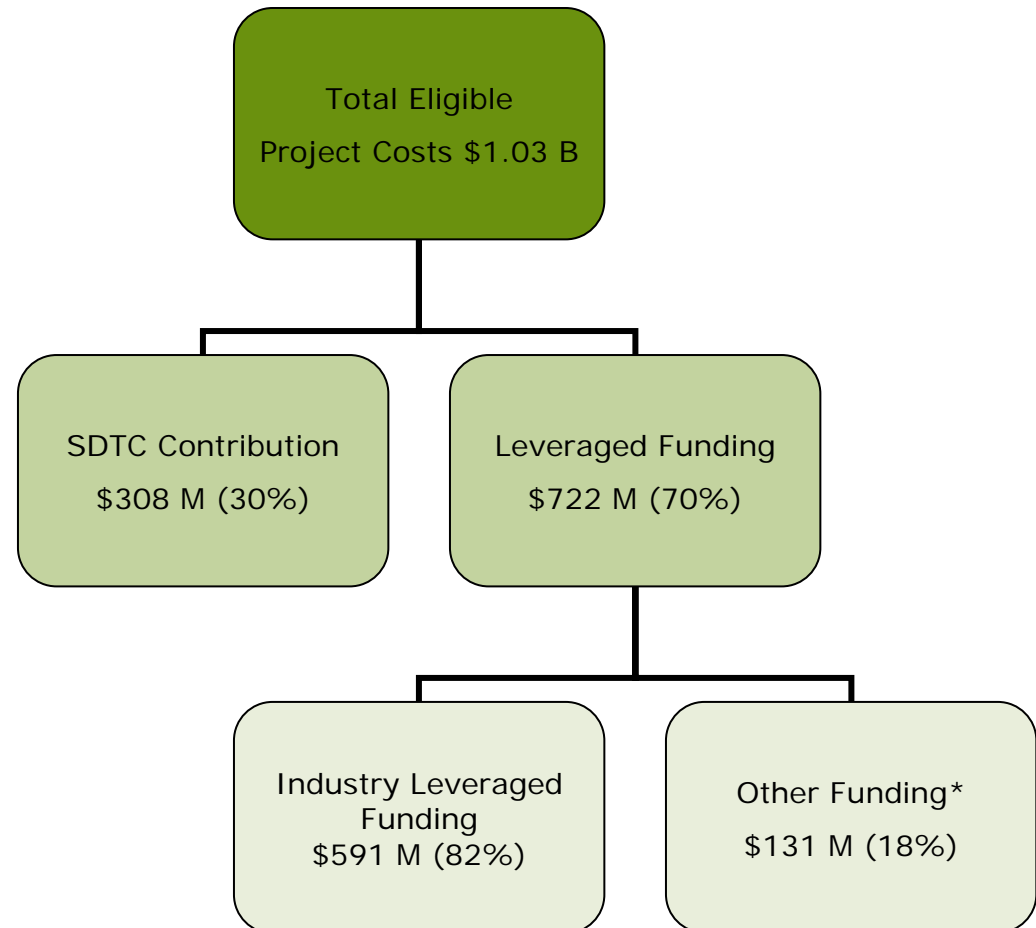 Total Eligible
Project Costs $1.03 B
SDTC Contribution
$308 M (30%)
Leveraged Funding
$722 M (70%)
Industry Leveraged
Funding
$591 M (82%)
Other Funding*
$131 M (18%)